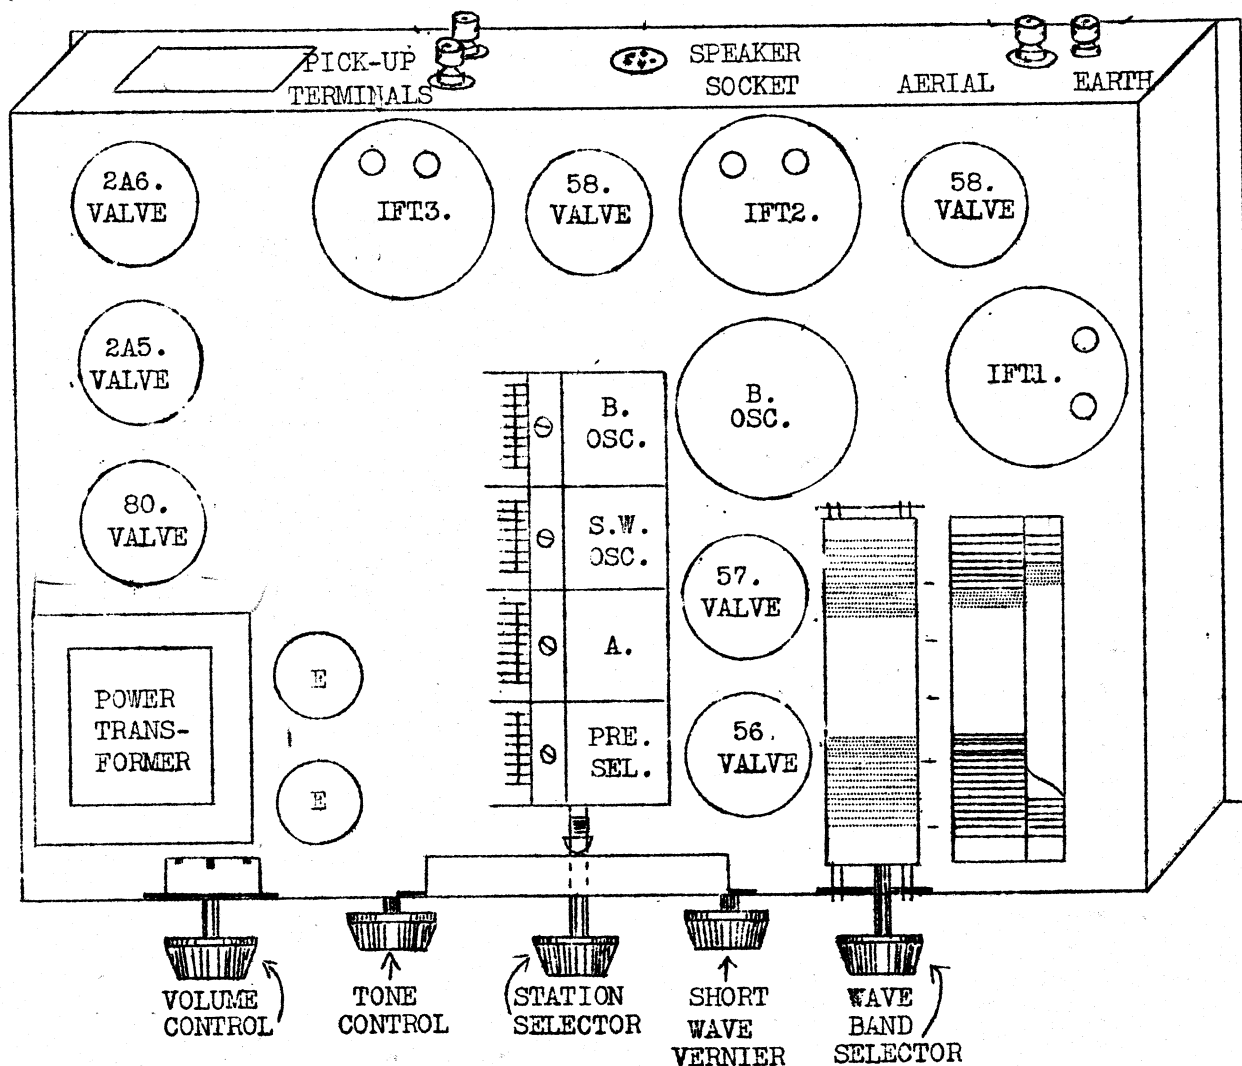 PICK-UP
TERMINALS
SPEAKER
SOCKET
AERIAL
EARTH
2A6.
VALVE
IFT3.
58.
VALVE
IFT2.
58.
VALVE
2A5.
VALVE
IFT1.
B.
OSC.
B.
OSC.
80.
VALVE
S.W.
OSC.
57.
VALVE
A.
E
POWER
TRANS-
FORMER
PRE.
SEL.
56.
VALVE
E
VOLUME
CONTROL
TONE
CONTROL
STATION
SELECTOR
SHORT
WAVE
VERNIER
WAVE
BAND
SELECTOR